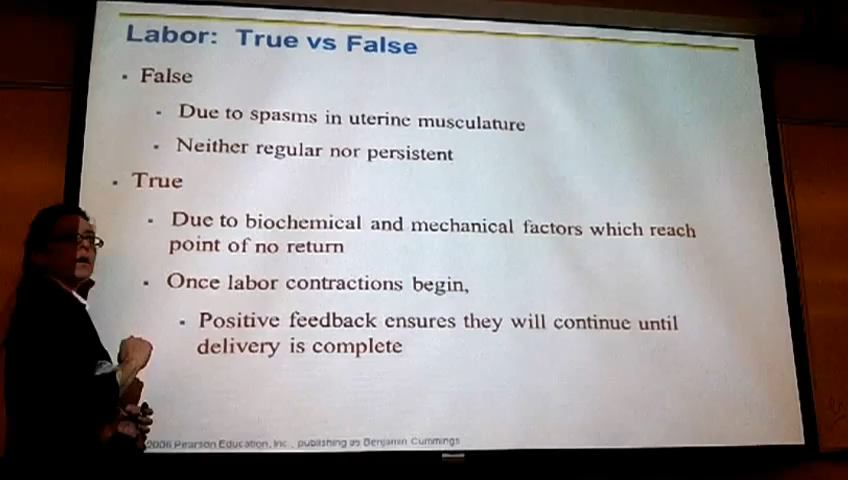 Labor: True vs False
• False
• Due to spasms in uterine musculature
• Neither regular nor persistent
• True
• Due to biochemical and mechanical factors which reach
point of no return
• Once labor contractions begin,
• Positive feedback ensures they will continue until
delivery is complete
2006 Pearson Education, Inc., publishing as Benjamin Cummings